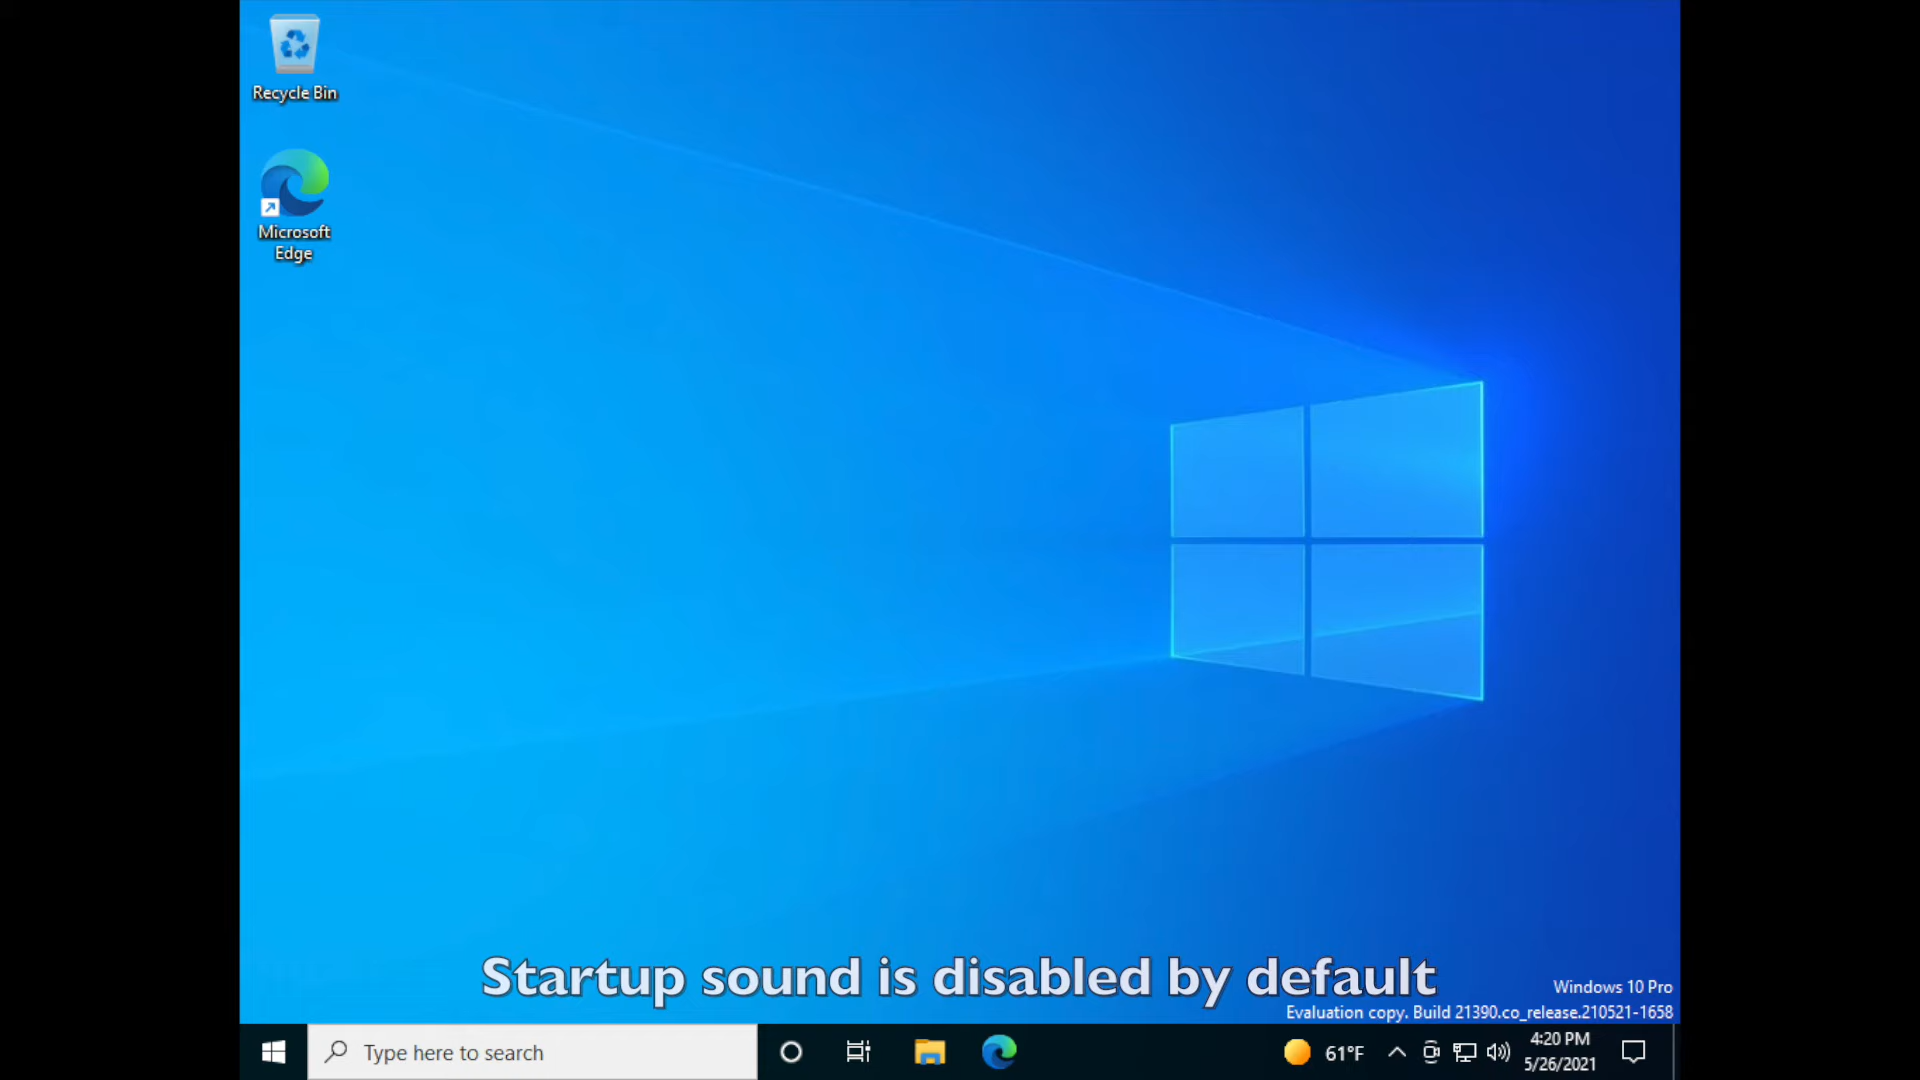 Recycle Bin
Microsoft
Edge
Startup sound is disabled by default
Windows 10 Pro
Evaluation copy. Build 21390.co_release.210521-1658
Type here to search
61°F
4:20 PM
5/26/2021